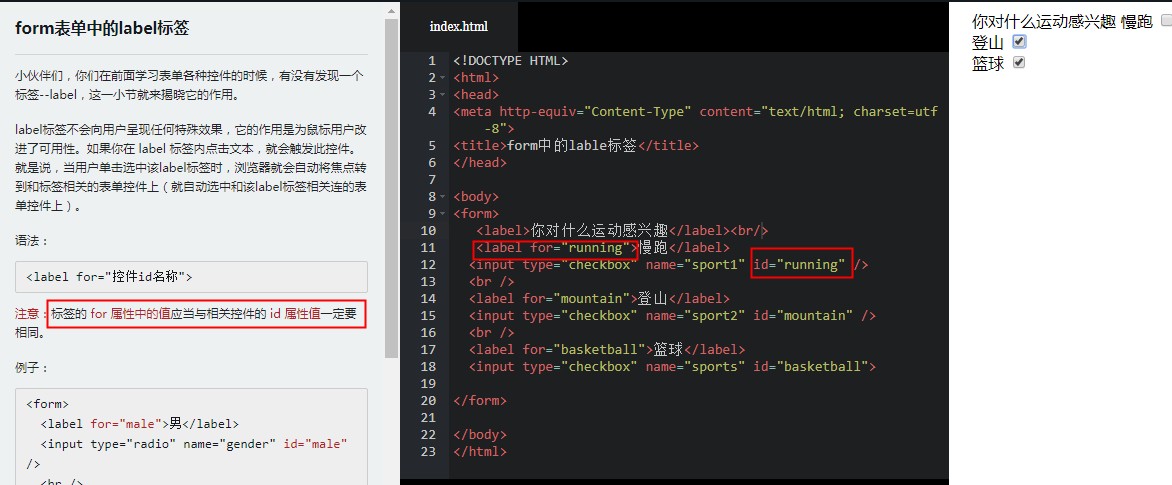 form表单中的label标签
小伙伴们，你们在前面学习表单各种控件的时候，有没有发现一个
标签--label，这一小节就来揭晓它的作用。
label标签不会向用户呈现任何特殊效果，它的作用是为鼠标用户改
进了可用性。如果你在 label 标签内点击文本，就会触发此控件。
就是说，当用户单击选中该label标签时，浏览器就会自动将焦点转
到和标签相关的表单控件上（就自动选中和该label标签相关连的表
单控件上）。
语法：
<label for="控件id名称">
注意：标签的 for 属性中的值应当与相关控件的 id 属性值一定要
相同。
例子：
<form>
<label for="male">男</label>
<input type="radio" name="gender" id="male"
/>
<br />
index.html
1 <!DOCTYPE HTML>
2 <html>
3 <head>
4 <meta http-equiv="Content-Type" content="text/html; charset=utf
-8">
5 <title>form中的lable标签</title>
6 </head>
7
8 <body>
9 <form>
10 <label>你对什么运动感兴趣</label><br/>
11 <label for="running">慢跑</label>
12 <input type="checkbox" name="sport1" id="running" />
13 <br />
14 <label for="mountain">登山</label>
15 <input type="checkbox" name="sport2" id="mountain" />
16 <br />
17 <label for="basketball">篮球</label>
18 <input type="checkbox" name="sports" id="basketball">
19
20 </form>
21
22 </body>
23 </html>
你对什么运动感兴趣 慢跑
登山
篮球